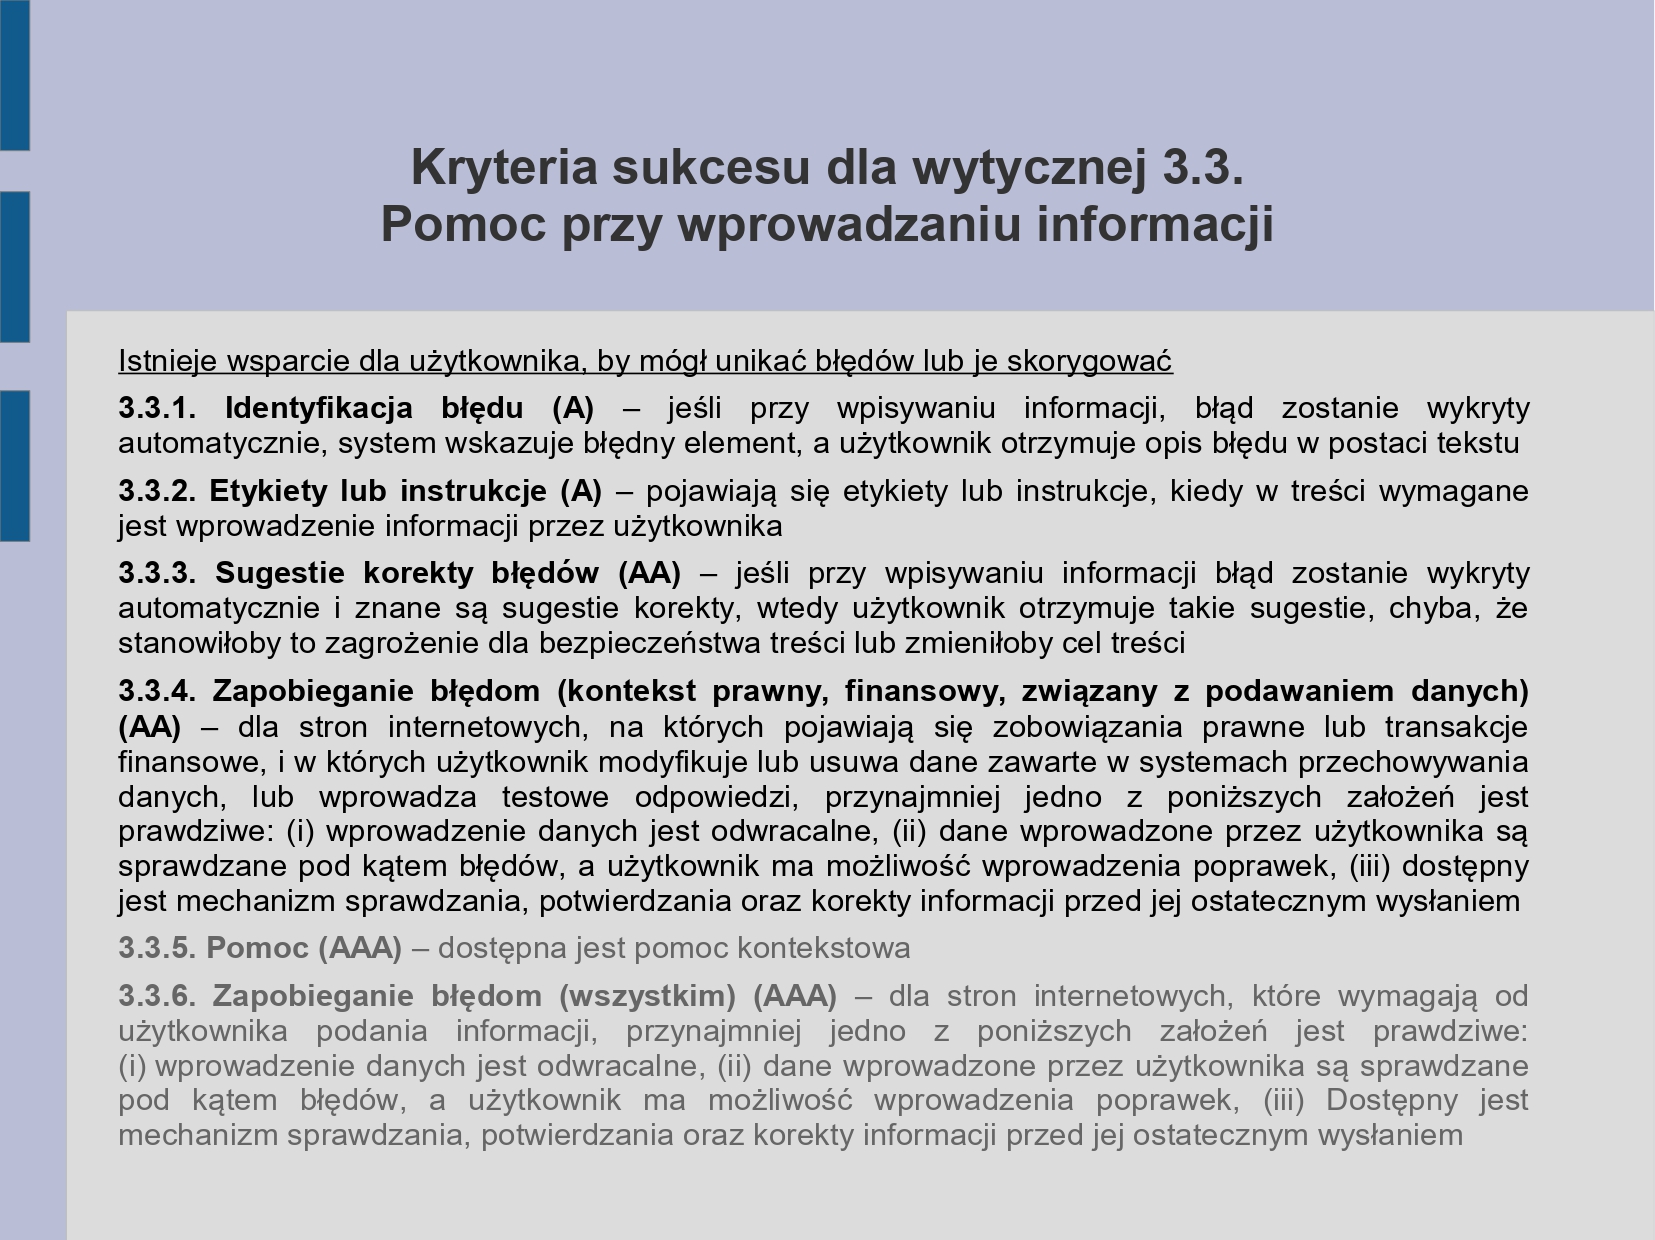 Kryteria sukcesu dla wytycznej 3.3.
Pomoc przy wprowadzaniu informacji
Istnieje wsparcie dla użytkownika, by mógł unikać błędów lub je skorygować
3.3.1. Identyfikacja błędu (A) – jeśli przy wpisywaniu informacji, błąd zostanie wykryty
automatycznie, system wskazuje błędny element, a użytkownik otrzymuje opis błędu w postaci tekstu
3.3.2. Etykiety lub instrukcje (A) – pojawiają się etykiety lub instrukcje, kiedy w treści wymagane
jest wprowadzenie informacji przez użytkownika
3.3.3. Sugestie korekty błędów (AA) – jeśli przy wpisywaniu informacji błąd zostanie wykryty
automatycznie i znane są sugestie korekty, wtedy użytkownik otrzymuje takie sugestie, chyba, że
stanowiłoby to zagrożenie dla bezpieczeństwa treści lub zmieniłoby cel treści
3.3.4. Zapobieganie błędom (kontekst prawny, finansowy, związany z podawaniem danych)
(AA) – dla stron internetowych, na których pojawiają się zobowiązania prawne lub transakcje
finansowe, i w których użytkownik modyfikuje lub usuwa dane zawarte w systemach przechowywania
danych, lub wprowadza testowe odpowiedzi, przynajmniej jedno z poniższych założeń jest
prawdziwe: (i) wprowadzenie danych jest odwracalne, (ii) dane wprowadzone przez użytkownika są
sprawdzane pod kątem błędów, a użytkownik ma możliwość wprowadzenia poprawek, (iii) dostępny
jest mechanizm sprawdzania, potwierdzania oraz korekty informacji przed jej ostatecznym wysłaniem
3.3.5. Pomoc (AAA) – dostępna jest pomoc kontekstowa
3.3.6. Zapobieganie błędom (wszystkim) (AAA) – dla stron internetowych, które wymagają od
użytkownika podania informacji, przynajmniej jedno z poniższych założeń jest prawdziwe:
(i) wprowadzenie danych jest odwracalne, (ii) dane wprowadzone przez użytkownika są sprawdzane
pod kątem błędów, a użytkownik ma możliwość wprowadzenia poprawek, (iii) Dostępny jest
mechanizm sprawdzania, potwierdzania oraz korekty informacji przed jej ostatecznym wysłaniem